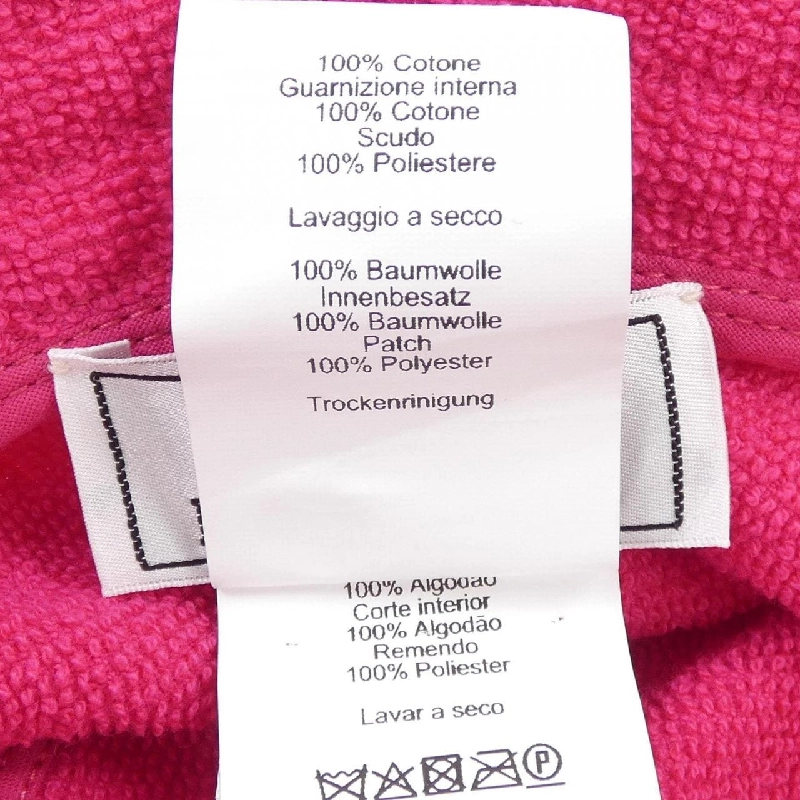 100% Cotone
Guarnizione interna
100% Cotone
Scudo
100% Poliestere
Lavaggio a secco
100% Baumwolle
Innenbesatz
100% Baumwolle
Patch
100% Polyester
Trockenrinigung
100% Algodão
Corte interior
100% Algodão
Remendo
100% Poliester
Lavar a seco
P